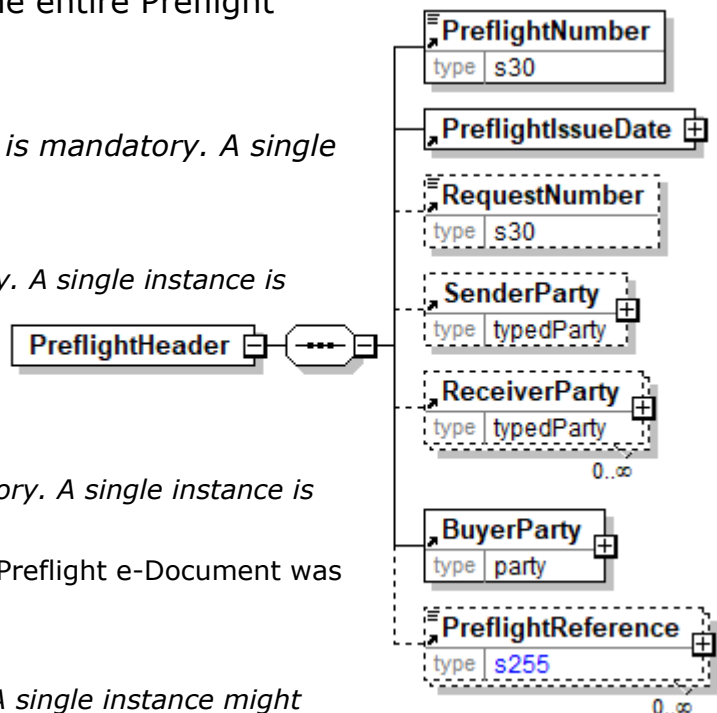 e entire Preflight
is mandatory. A single
y. A single instance is
ory. A single instance is
Preflight e-Document was
A single instance might
PreflightHeader
PreflightNumber
type s30
PreflightIssueDate
RequestNumber
type s30
SenderParty
type typedParty
ReceiverParty
type typedParty
0..∞
BuyerParty
type party
PreflightReference
type s255
0..∞